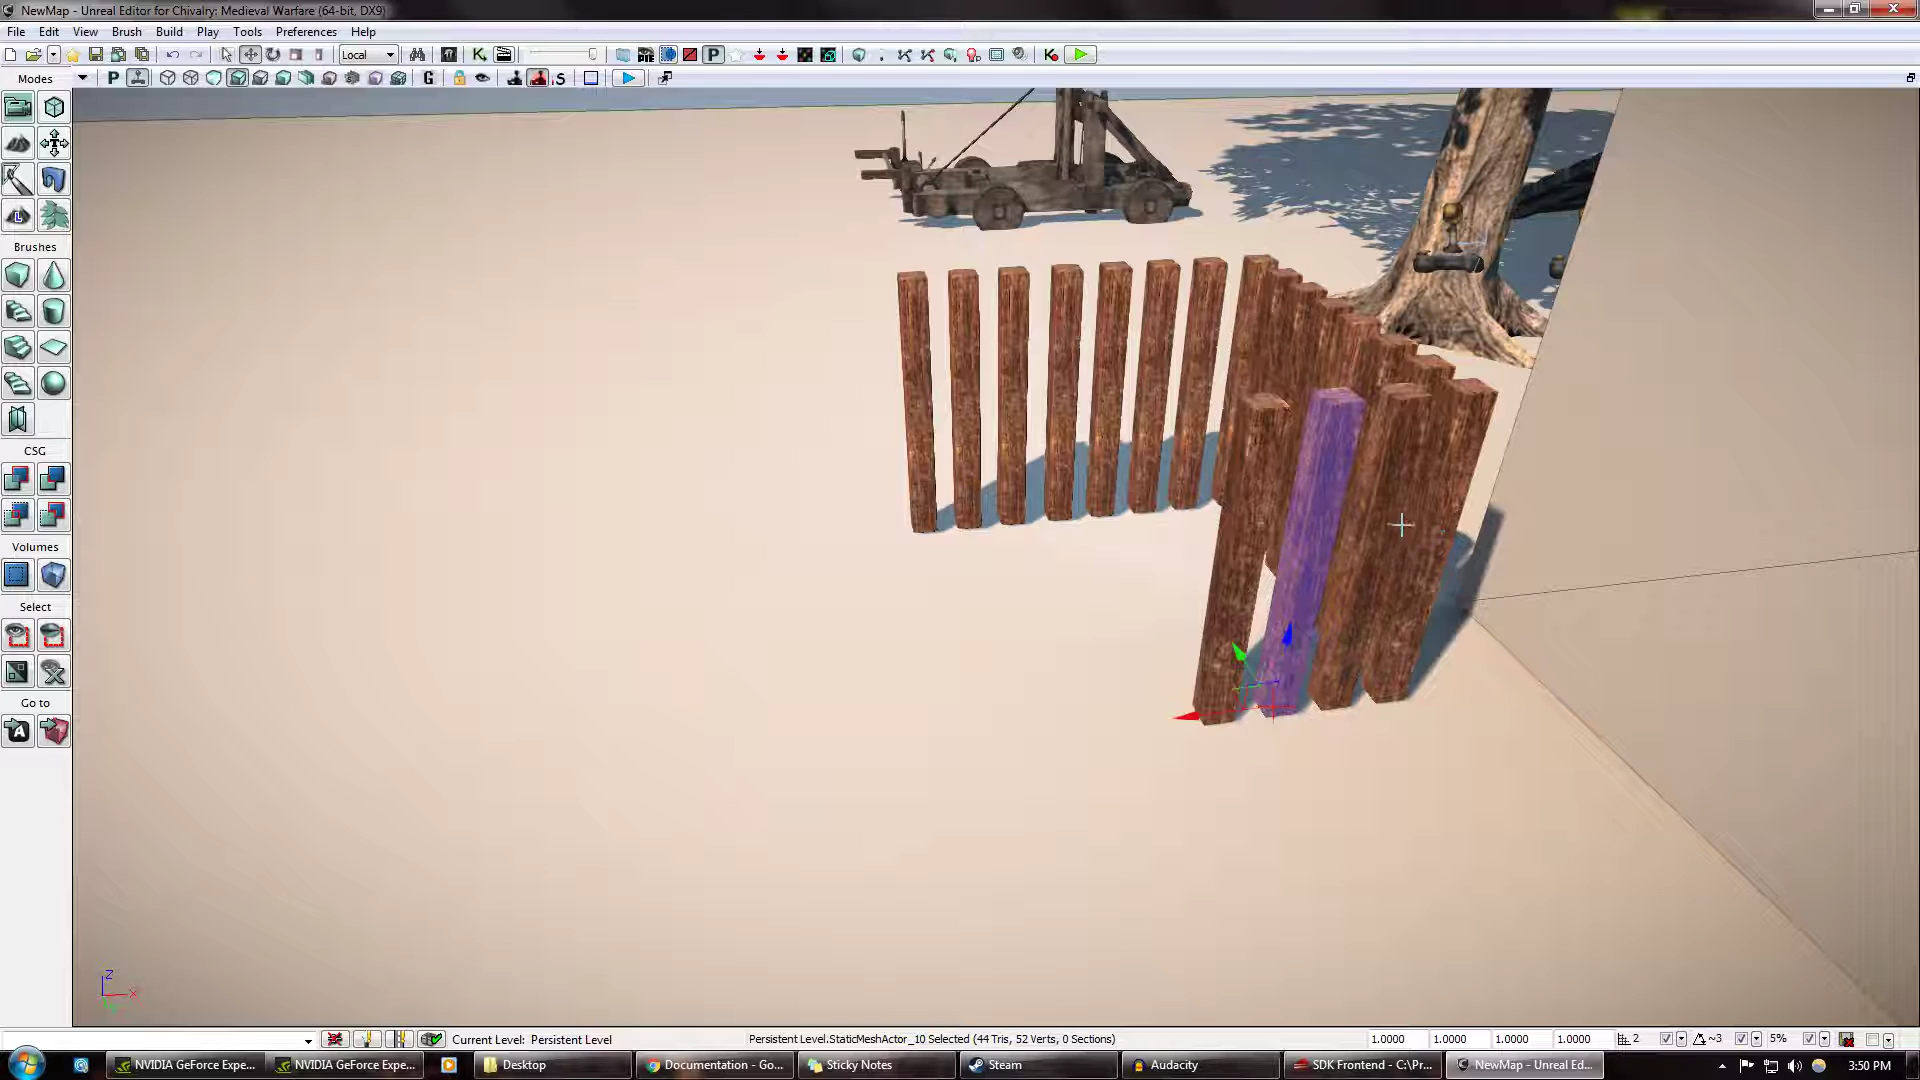 NewMap - Unreal Editor for Chivalry: Medieval Warfare (64-bit, DX9)
File Edit View Brush Build Play Preferences Help
Local
Modes
P G S
Brushes
CSG
Volumes
Select
Go to
A
Z
X
Current Level: Persistent Level
Persistent Level.StaticMeshActor_10 Selected (44 Tris, 52 Verts, 0 Sections)
1.0000 1.0000 1.0000 1.0000 2 ~3 5%
NVIDIA GeForce Expe... NVIDIA GeForce Expe... Desktop Documentation - Go... Sticky Notes Steam Audacity SDK Frontend - C:\Pr... NewMap - Unreal Ed... 3:50 PM